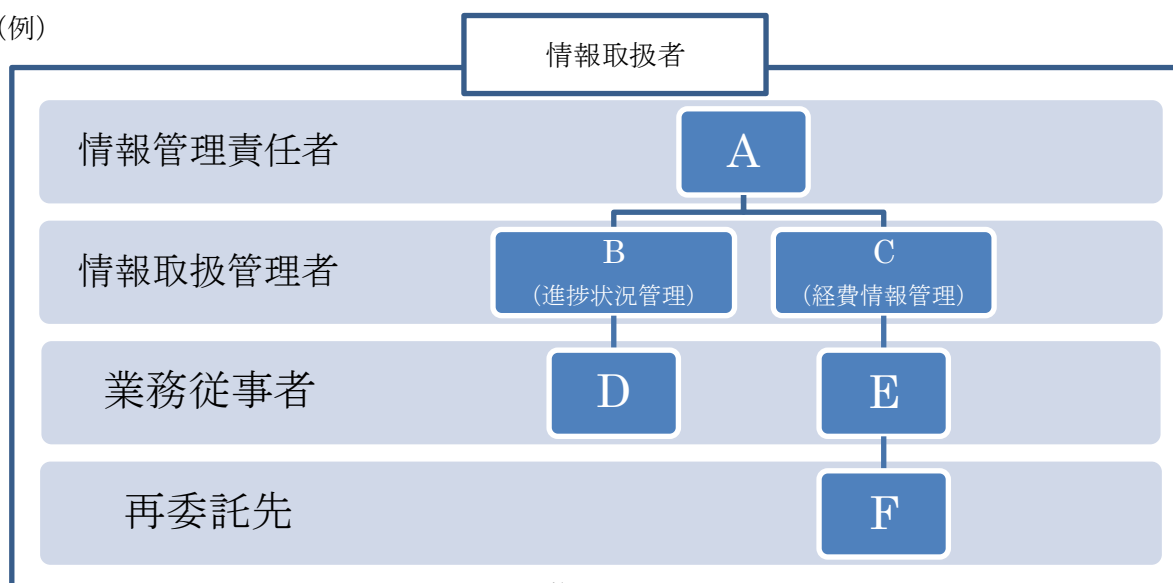 (例)
情報取扱者
情報管理責任者
A
情報取扱管理者
B
(進捗状況管理)
C
(経費情報管理)
業務従事者
D
E
再委託先
F